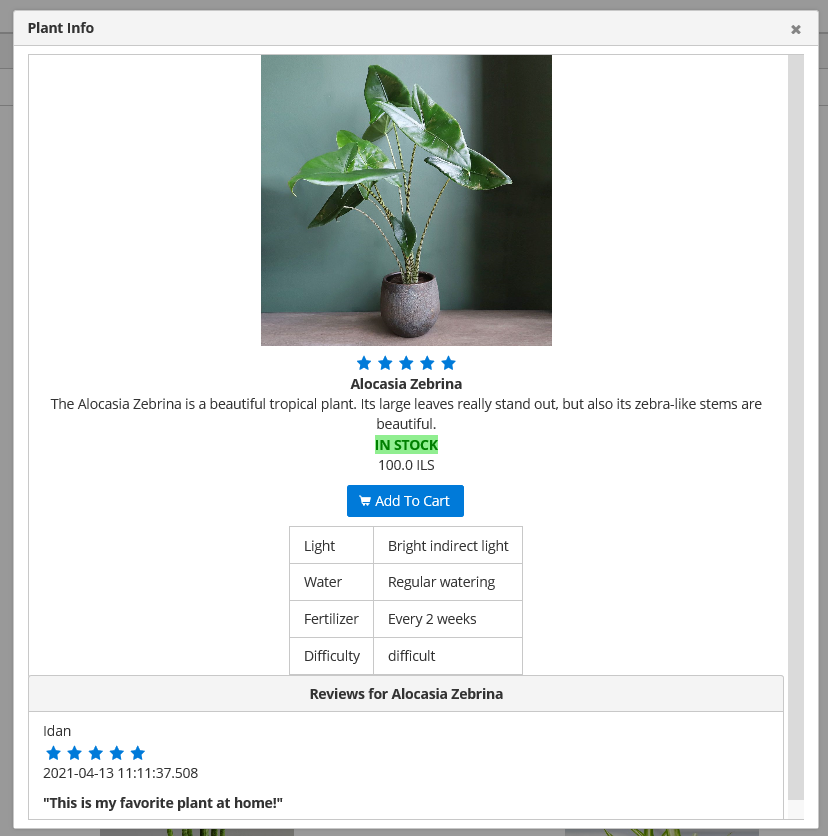 Plant Info
Alocasia Zebrina
The Alocasia Zebrina is a beautiful tropical plant. Its large leaves really stand out, but also its zebra-like stems are
beautiful.
IN STOCK
100.0 ILS
Add To Cart
Light Bright indirect light
Water Regular watering
Fertilizer Every 2 weeks
Difficulty difficult
Reviews for Alocasia Zebrina
Idan
2021-04-13 11:11:37.508
"This is my favorite plant at home!"